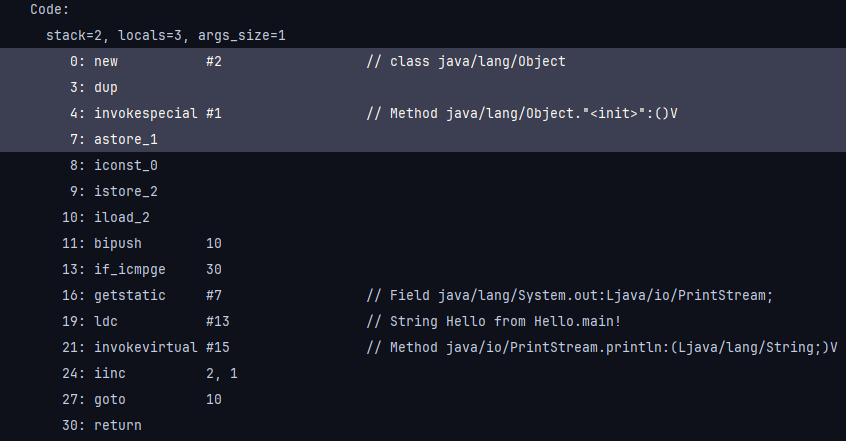 Code:
stack=2, locals=3, args_size=1
0: new #2 // class java/lang/Object
3: dup
4: invokespecial #1 // Method java/lang/Object."<init>":()V
7: astore_1
8: iconst_0
9: istore_2
10: iload_2
11: bipush 10
13: if_icmpge 30
16: getstatic #7 // Field java/lang/System.out:Ljava/io/PrintStream;
19: ldc #13 // String Hello from Hello.main!
21: invokevirtual #15 // Method java/io/PrintStream.println:(Ljava/lang/String;)V
24: iinc 2, 1
27: goto 10
30: return